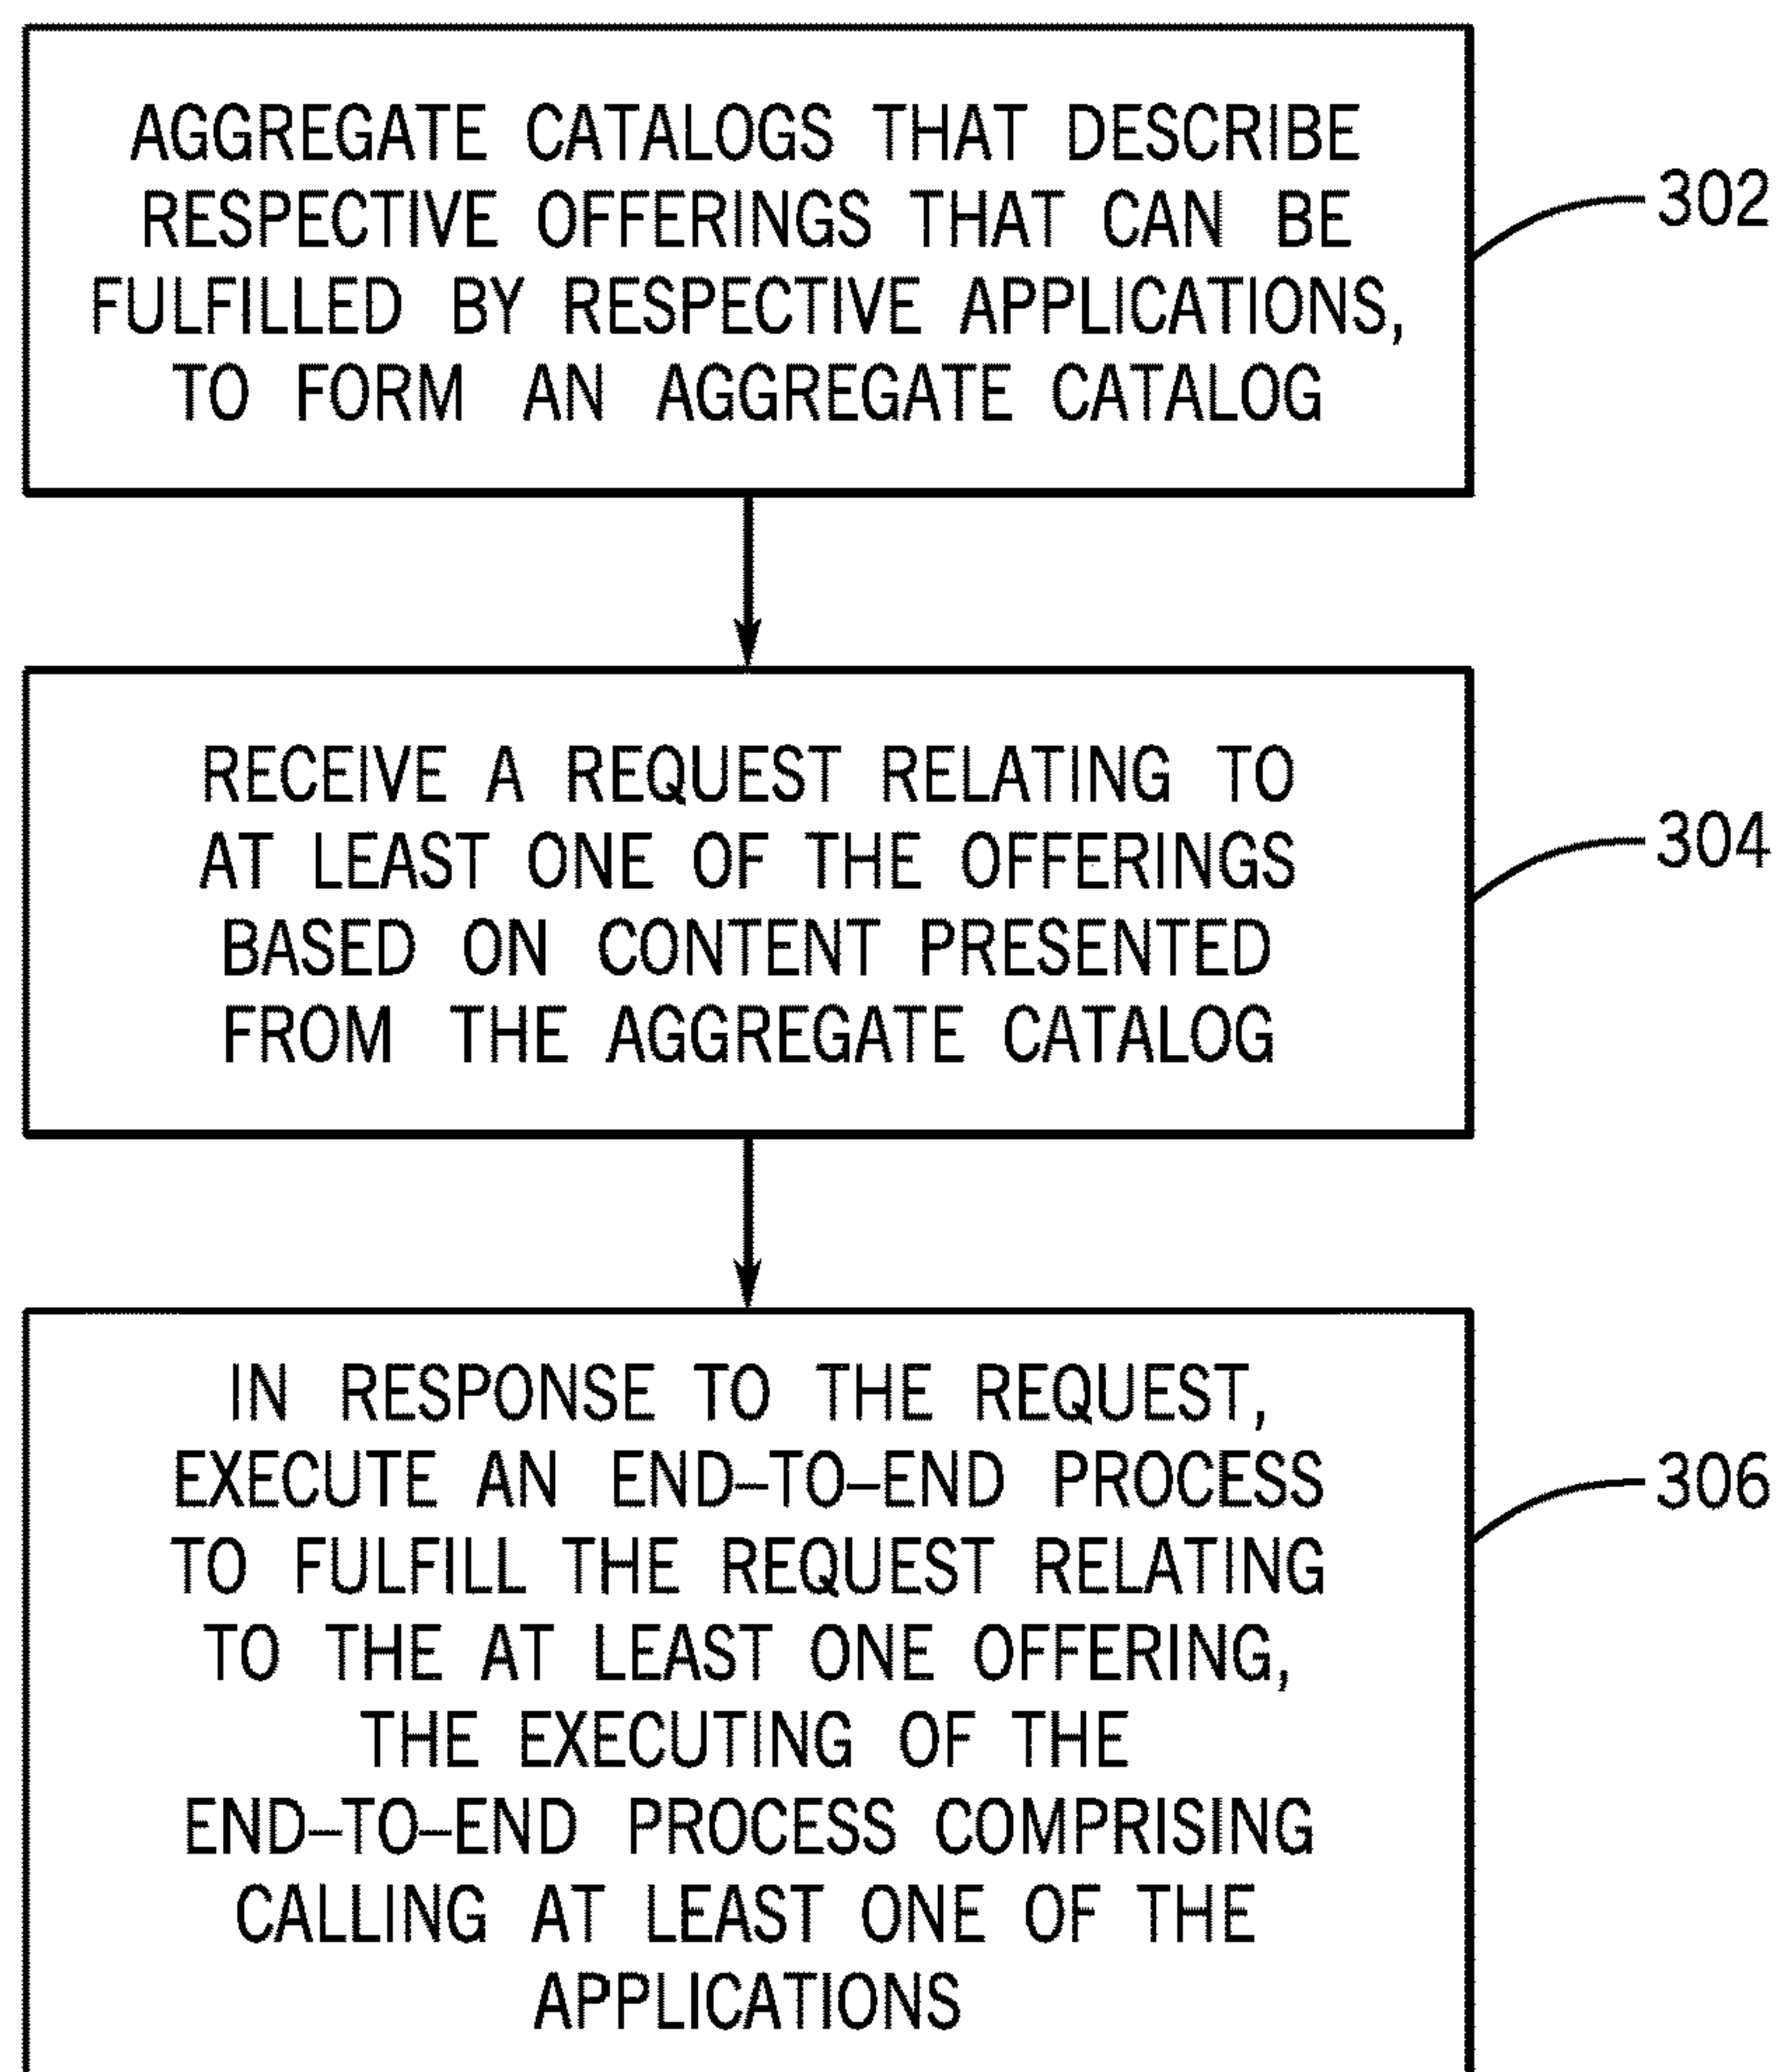 AGGREGATE CATALOGS THAT DESCRIBE
RESPECTIVE OFFERINGS THAT CAN BE
FULFILLED BY RESPECTIVE APPLICATIONS,
TO FORM AN AGGREGATE CATALOG
302
RECEIVE A REQUEST RELATING TO
AT LEAST ONE OF THE OFFERINGS
BASED ON CONTENT PRESENTED
FROM THE AGGREGATE CATALOG
304
IN RESPONSE TO THE REQUEST,
EXECUTE AN END–TO–END PROCESS
TO FULFILL THE REQUEST RELATING
TO THE AT LEAST ONE OFFERING,
THE EXECUTING OF THE
END–TO–END PROCESS COMPRISING
CALLING AT LEAST ONE OF THE
APPLICATIONS
306